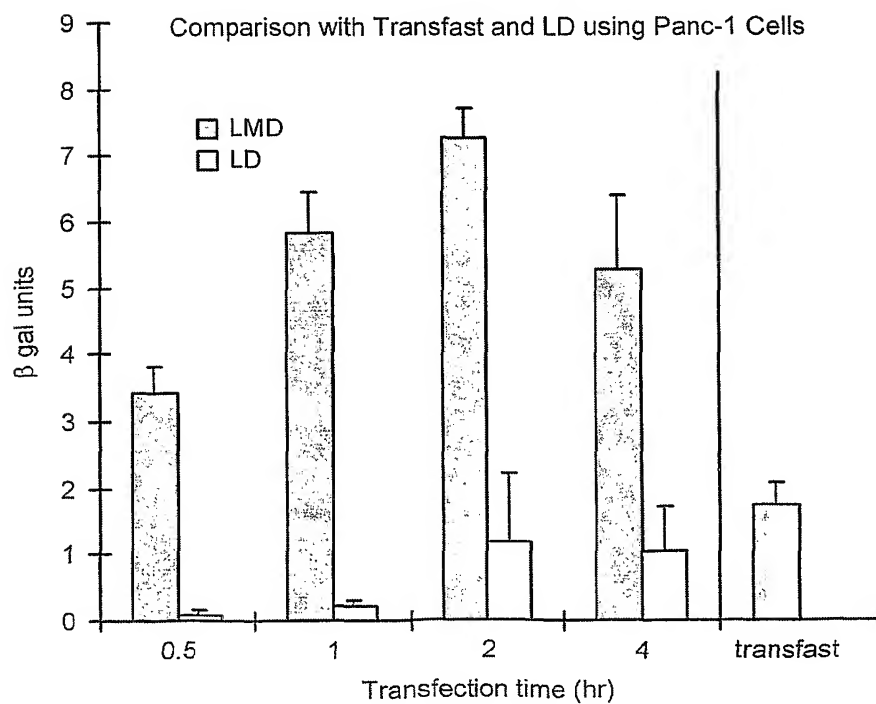 Comparison with Transfast and LD using Panc-1 Cells
LMD
LD
β gal units
9
8
7
6
5
4
3
2
1
0
0.5 1 2 4 transfast
Transfection time (hr)